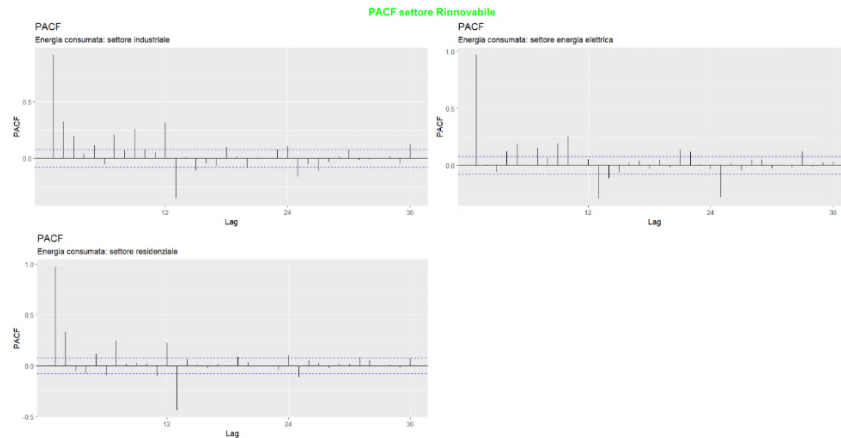 PACF settore Rinnovabile
PACF
Energia consumata: settore industriale
PACF
0.5
0.0
12
24
36
Lag
PACF
Energia consumata: settore energia elettrica
PACF
1.0
0.5
0.0
12
24
36
Lag
PACF
Energia consumata: settore residenziale
PACF
1.0
0.5
0.0
-0.5
12
24
36
Lag